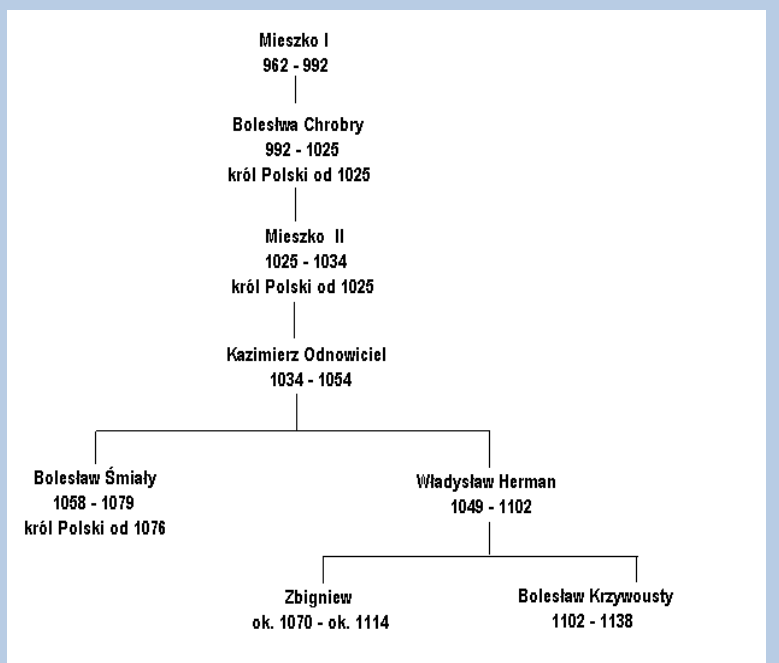 Mieszko I
962 - 992
Bolesłwa Chrobry
992 - 1025
król Polski od 1025
Mieszko II
1025 - 1034
król Polski od 1025
Kazimierz Odnowiciel
1034 - 1054
Bolesław Śmiały
1058 - 1079
król Polski od 1076
Władysław Herman
1049 - 1102
Zbigniew
ok. 1070 - ok. 1114
Bolesław Krzywousty
1102 - 1138